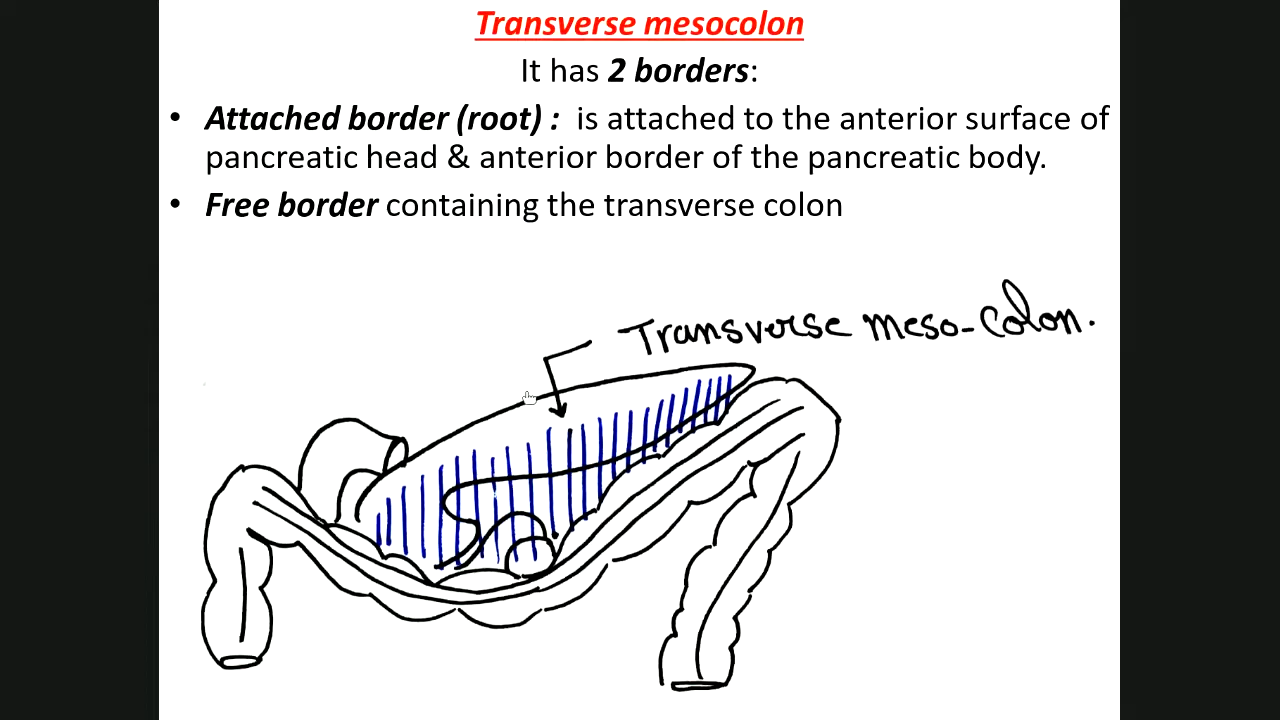 Transverse mesocolon
It has 2 borders:
• Attached border (root) : is attached to the anterior surface of
pancreatic head & anterior border of the pancreatic body.
• Free border containing the transverse colon
Transverse meso-colon.